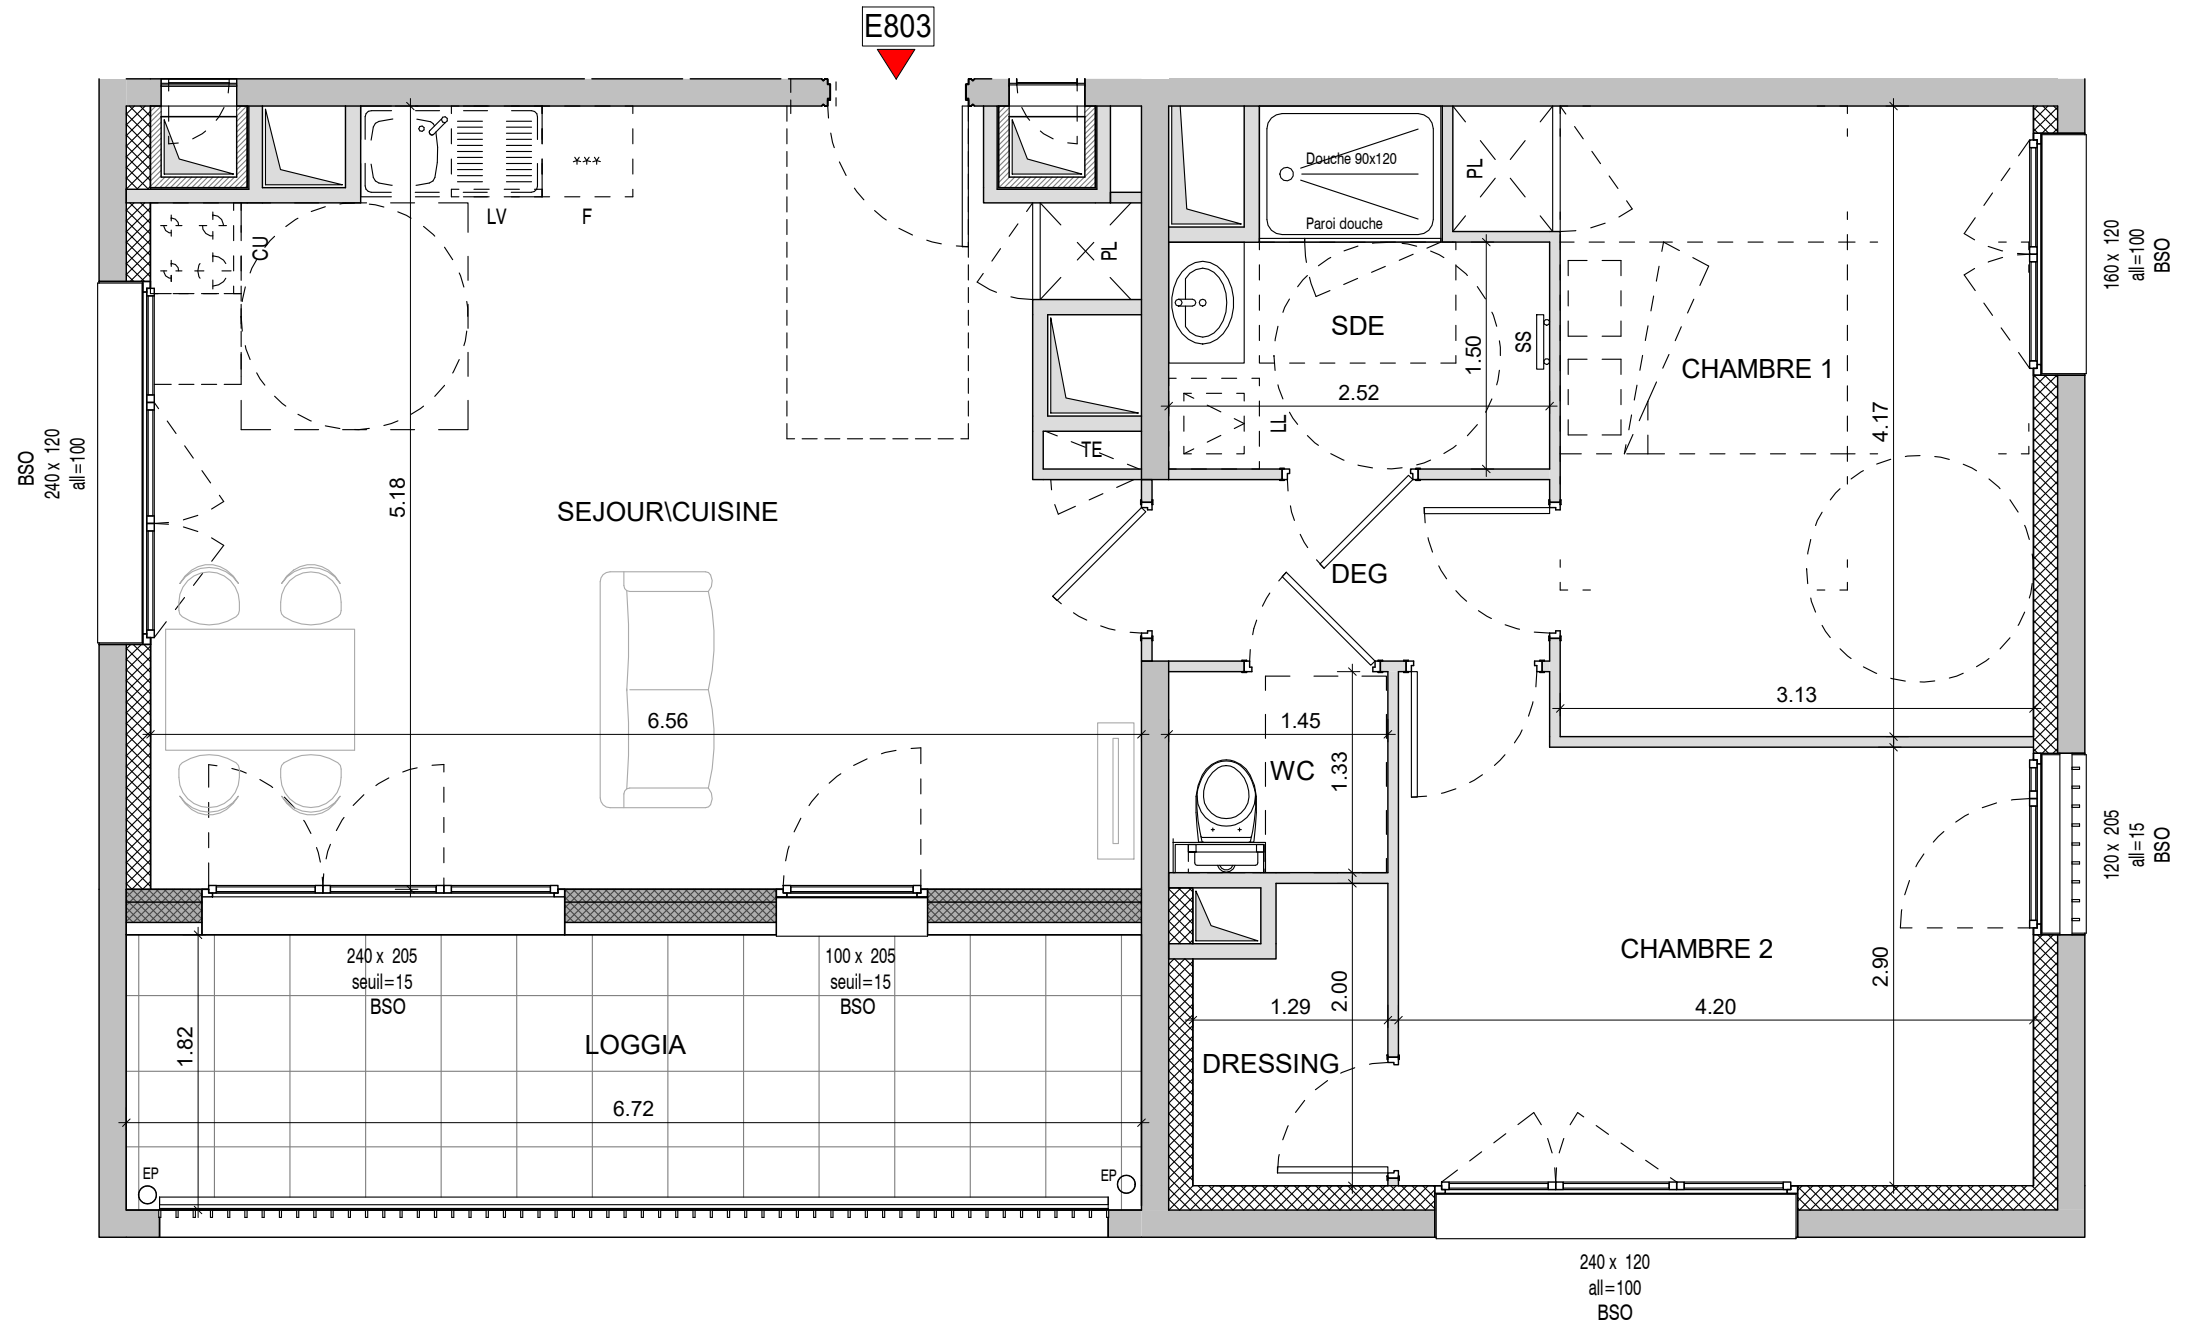 E803
Douche 90x120
Paroi douche
PL
***
LV
F
CU
PL
160 x 120
all=100
BSO
SDE
1.50
SS
2.52
LL
CHAMBRE 1
4.17
BSO
240 x 120
all=100
TE
5.18
SEJOUR\CUISINE
DEG
3.13
6.56
1.45
WC
1.33
120 x 205
all=15
BSO
240 x 205
seuil=15
BSO
100 x 205
seuil=15
BSO
CHAMBRE 2
2.90
1.29
2.00
4.20
1.82
LOGGIA
DRESSING
6.72
EP
EP
240 x 120
all=100
BSO